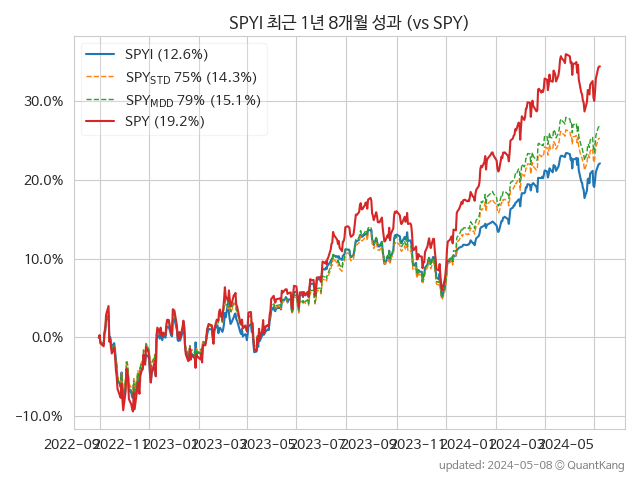 SPYI 최근 1년 8개월 성과 (vs SPY)
SPYI (12.6%)
SPYSTD 75% (14.3%)
SPYMDD 79% (15.1%)
SPY (19.2%)
30.0%
20.0%
10.0%
0.0%
−10.0%
2022-09 2022-11 2023-01 2023-03 2023-05 2023-07 2023-09 2023-11 2024-01 2024-03 2024-05
updated: 2024-05-08 © QuantKang